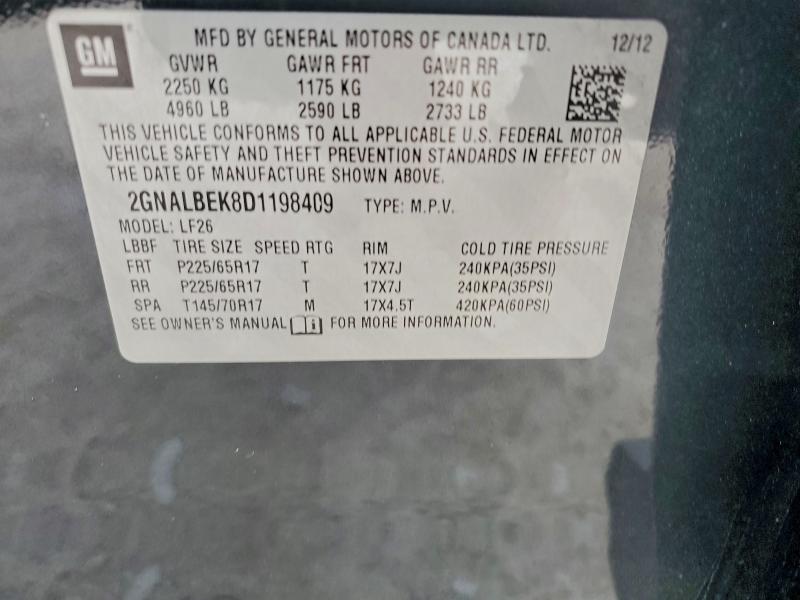 GM
MFD BY GENERAL MOTORS OF CANADA LTD. 12/12
GVWR GAWR FRT GAWR RR
2250 KG 1175 KG 1240 KG
4960 LB 2590 LB 2733 LB
THIS VEHICLE CONFORMS TO ALL APPLICABLE U.S. FEDERAL MOTOR
VEHICLE SAFETY AND THEFT PREVENTION STANDARDS IN EFFECT ON
THE DATE OF MANUFACTURE SHOWN ABOVE.
2GNALBEK8D1198409 TYPE: M.P.V.
MODEL: LF26
LBBF TIRE SIZE SPEED RTG RIM COLD TIRE PRESSURE
FRT P225/65R17 T 17X7J 240KPA(35PSI)
RR P225/65R17 T 17X7J 240KPA(35PSI)
SPA T145/70R17 M 17X4.5T 420KPA(60PSI)
SEE OWNER'S MANUAL i FOR MORE INFORMATION.